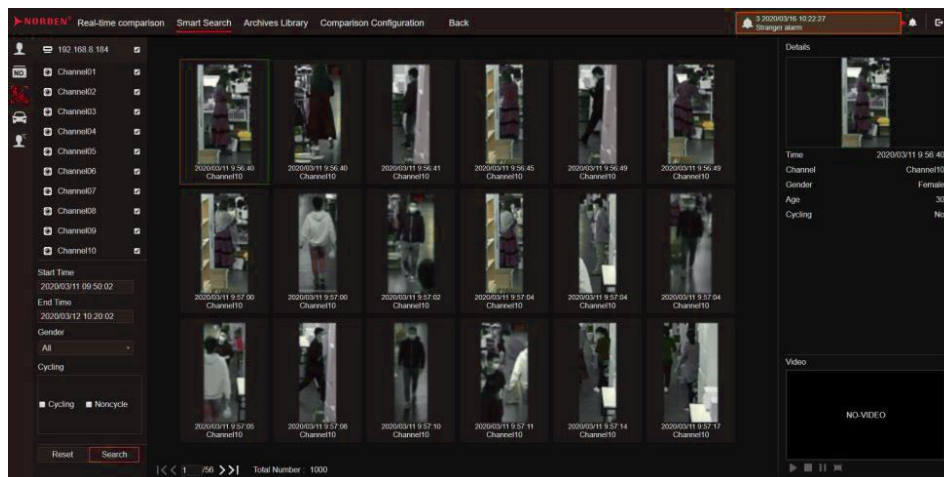 NORDEN Real-time comparison Smart Search Archives Library Comparison Configuration Back
3 2020/03/16 10:22:37
Stranger alarm
NO.
192.168.8.184
Channel01
Channel02
Channel03
Channel04
Channel05
Channel06
Channel07
Channel08
Channel09
Channel10
Start Time
2020/03/11 09:50:02
End Time
2020/03/12 10:20:02
Gender
All
Cycling
Cycling Noncycle
Reset Search
2020/03/11 9:56:40 2020/03/11 9:56:40 2020/03/11 9:56:41 2020/03/11 9:56:45 2020/03/11 9:56:49 2020/03/11 9:56:49
Channel10 Channel10 Channel10 Channel10 Channel10 Channel10
2020/03/11 9:57:00 2020/03/11 9:57:00 2020/03/11 9:57:02 2020/03/11 9:57:04 2020/03/11 9:57:04 2020/03/11 9:57:04
Channel10 Channel10 Channel10 Channel10 Channel10 Channel10
2020/03/11 9:57:05 2020/03/11 9:57:08 2020/03/11 9:57:10 2020/03/11 9:57:11 2020/03/11 9:57:14 2020/03/11 9:57:17
Channel10 Channel10 Channel10 Channel10 Channel10 Channel10
1 /56 Total Number : 1000
Details
Time 2020/03/11 9:56:40
Channel Channel10
Gender Female
Age 30
Cycling No
Video
NO-VIDEO